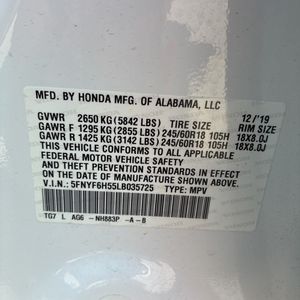 MFD. BY HONDA MFG. OF ALABAMA, LLC
GVWR 2650 KG (5842 LBS) TIRE SIZE 12/'19 RIM SIZE
GAWR F 1295 KG (2855 LBS) 245/60R18 105H 18X8.0J
GAWR R 1425 KG (3142 LBS) 245/60R18 105H 18X8.0J
THIS VEHICLE CONFORMS TO ALL APPLICABLE
FEDERAL MOTOR VEHICLE SAFETY STANDARDS IN EFFECT
ON THE DATE OF MANUFACTURE SHOWN ABOVE.
V.I.N.: 5FNYF6H55LB035725 TYPE: MPV
TG7 L AG6 -NH883P -A -B